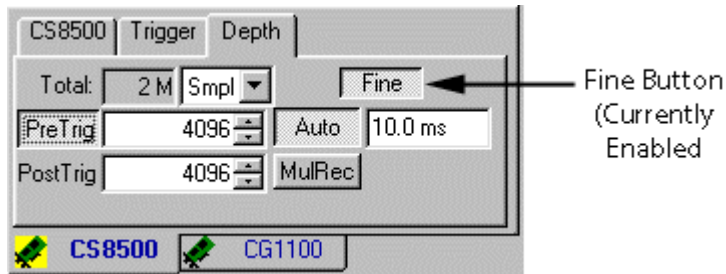 CS8500 Trigger Depth
Total: 2 M Smpl Fine
PreTrig 4096 Auto 10.0 ms
PostTrig 4096 MulRec
CS8500 CG1100
Fine Button
(Currently
Enabled